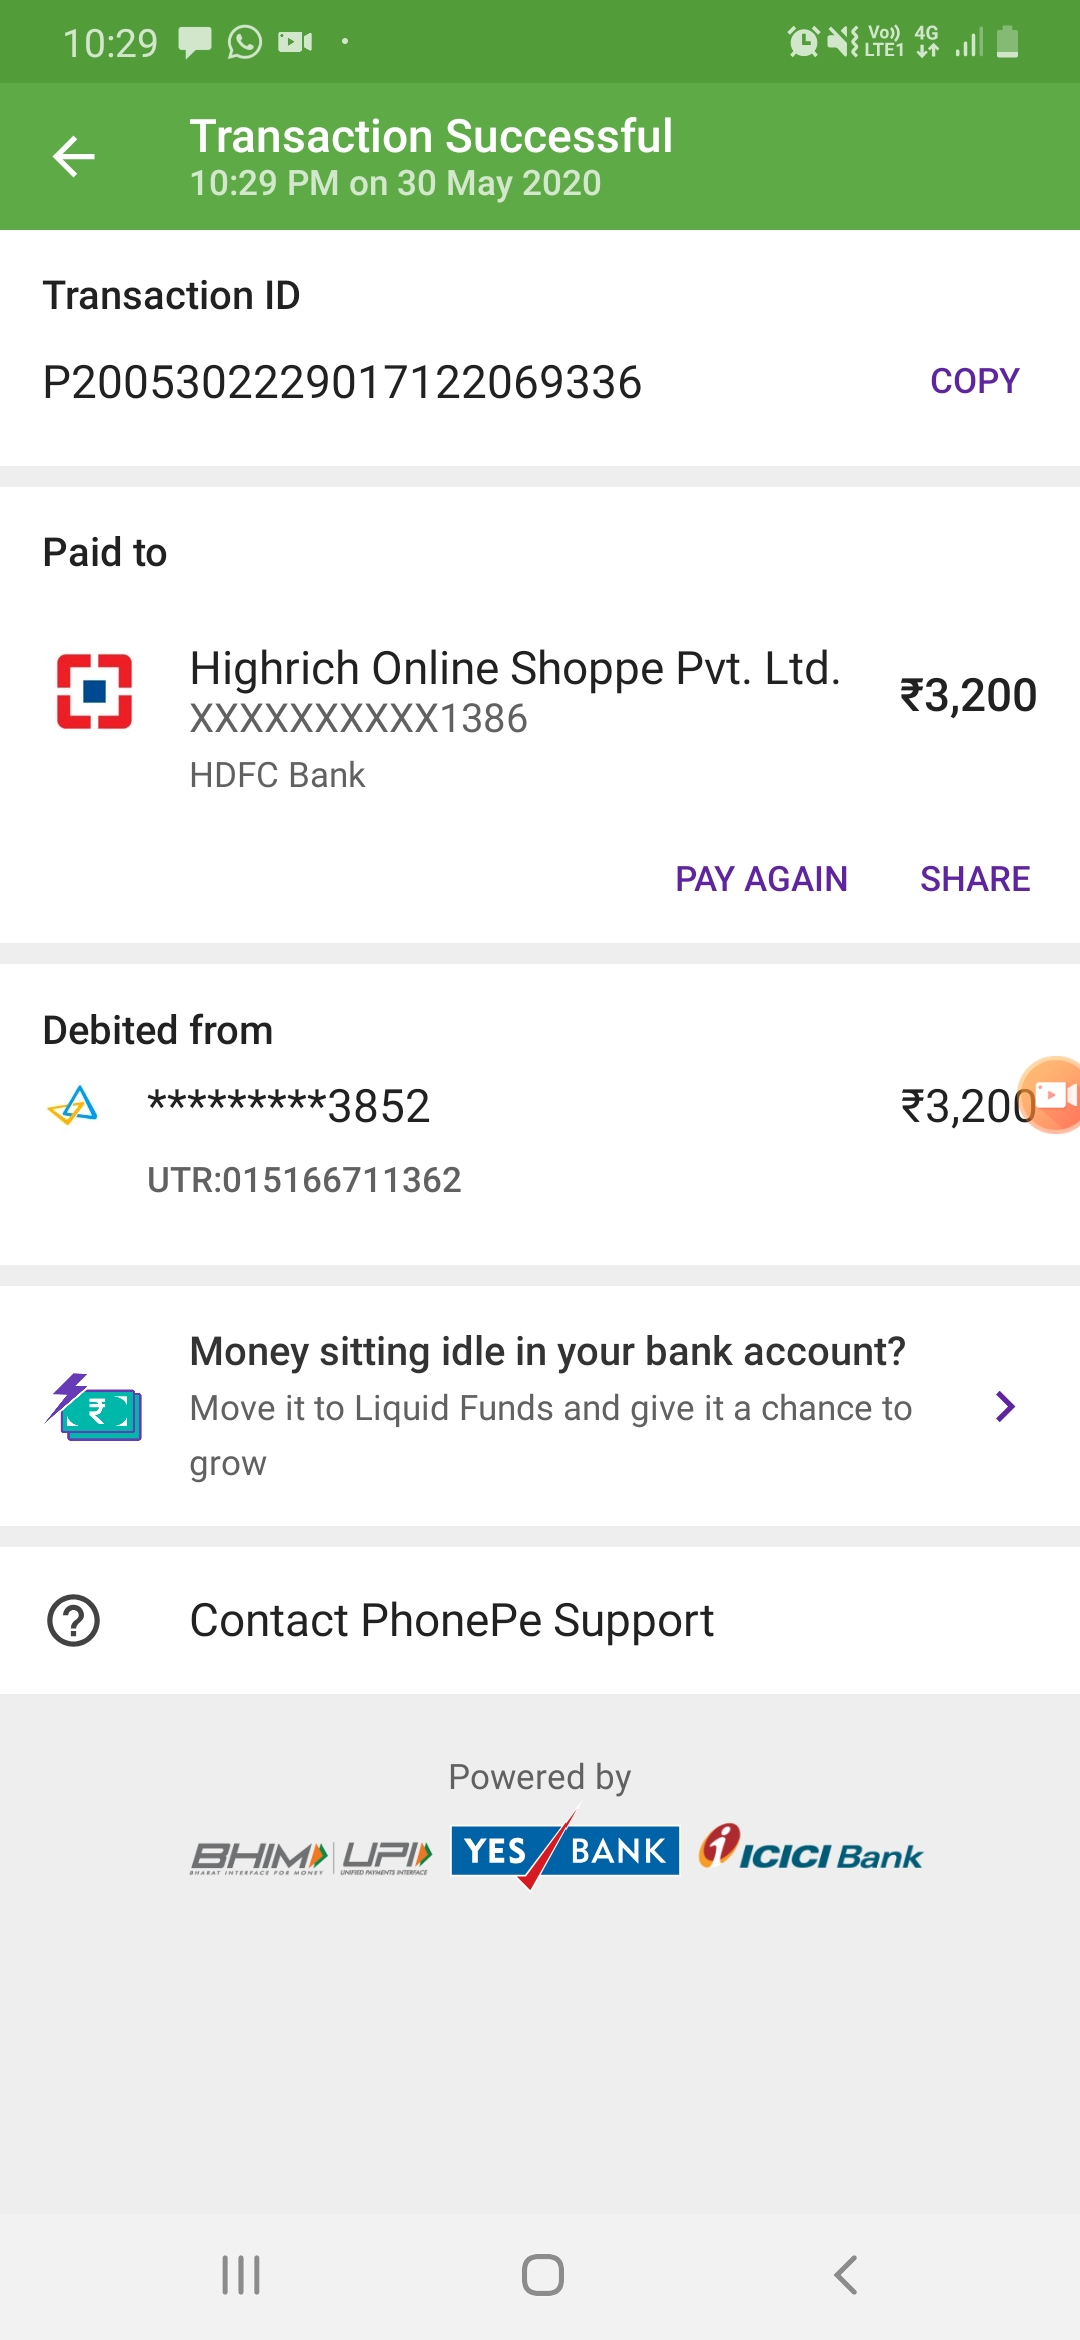 10:29 Vo)) LTE1 4G
Transaction Successful
10:29 PM on 30 May 2020
Transaction ID
P2005302229017122069336 COPY
Paid to
Highrich Online Shoppe Pvt. Ltd. ₹3,200
XXXXXXXXXX1386
HDFC Bank
PAY AGAIN SHARE
Debited from
*********3852 ₹3,200
UTR:015166711362
Money sitting idle in your bank account?
Move it to Liquid Funds and give it a chance to
grow
Contact PhonePe Support
Powered by
BHIM UPI YES BANK ICICI Bank
BHARAT INTERFACE FOR MONEY UNIFIED PAYMENTS INTERFACE